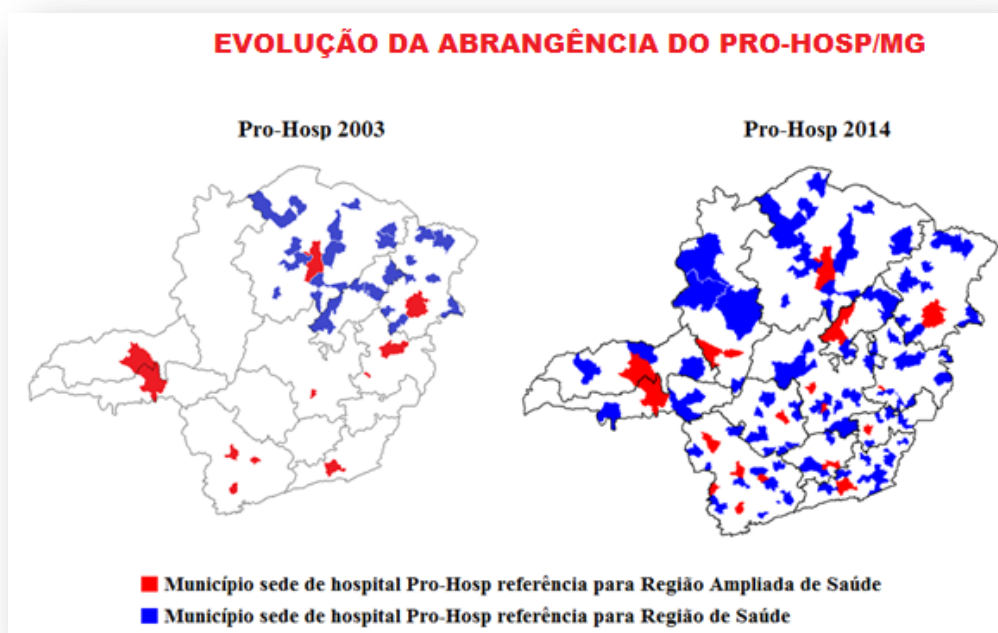 EVOLUÇÃO DA ABRANGÊNCIA DO PRO-HOSP/MG
Pro-Hosp 2003
Pro-Hosp 2014
Município sede de hospital Pro-Hosp referência para Região Ampliada de Saúde
Município sede de hospital Pro-Hosp referência para Região de Saúde